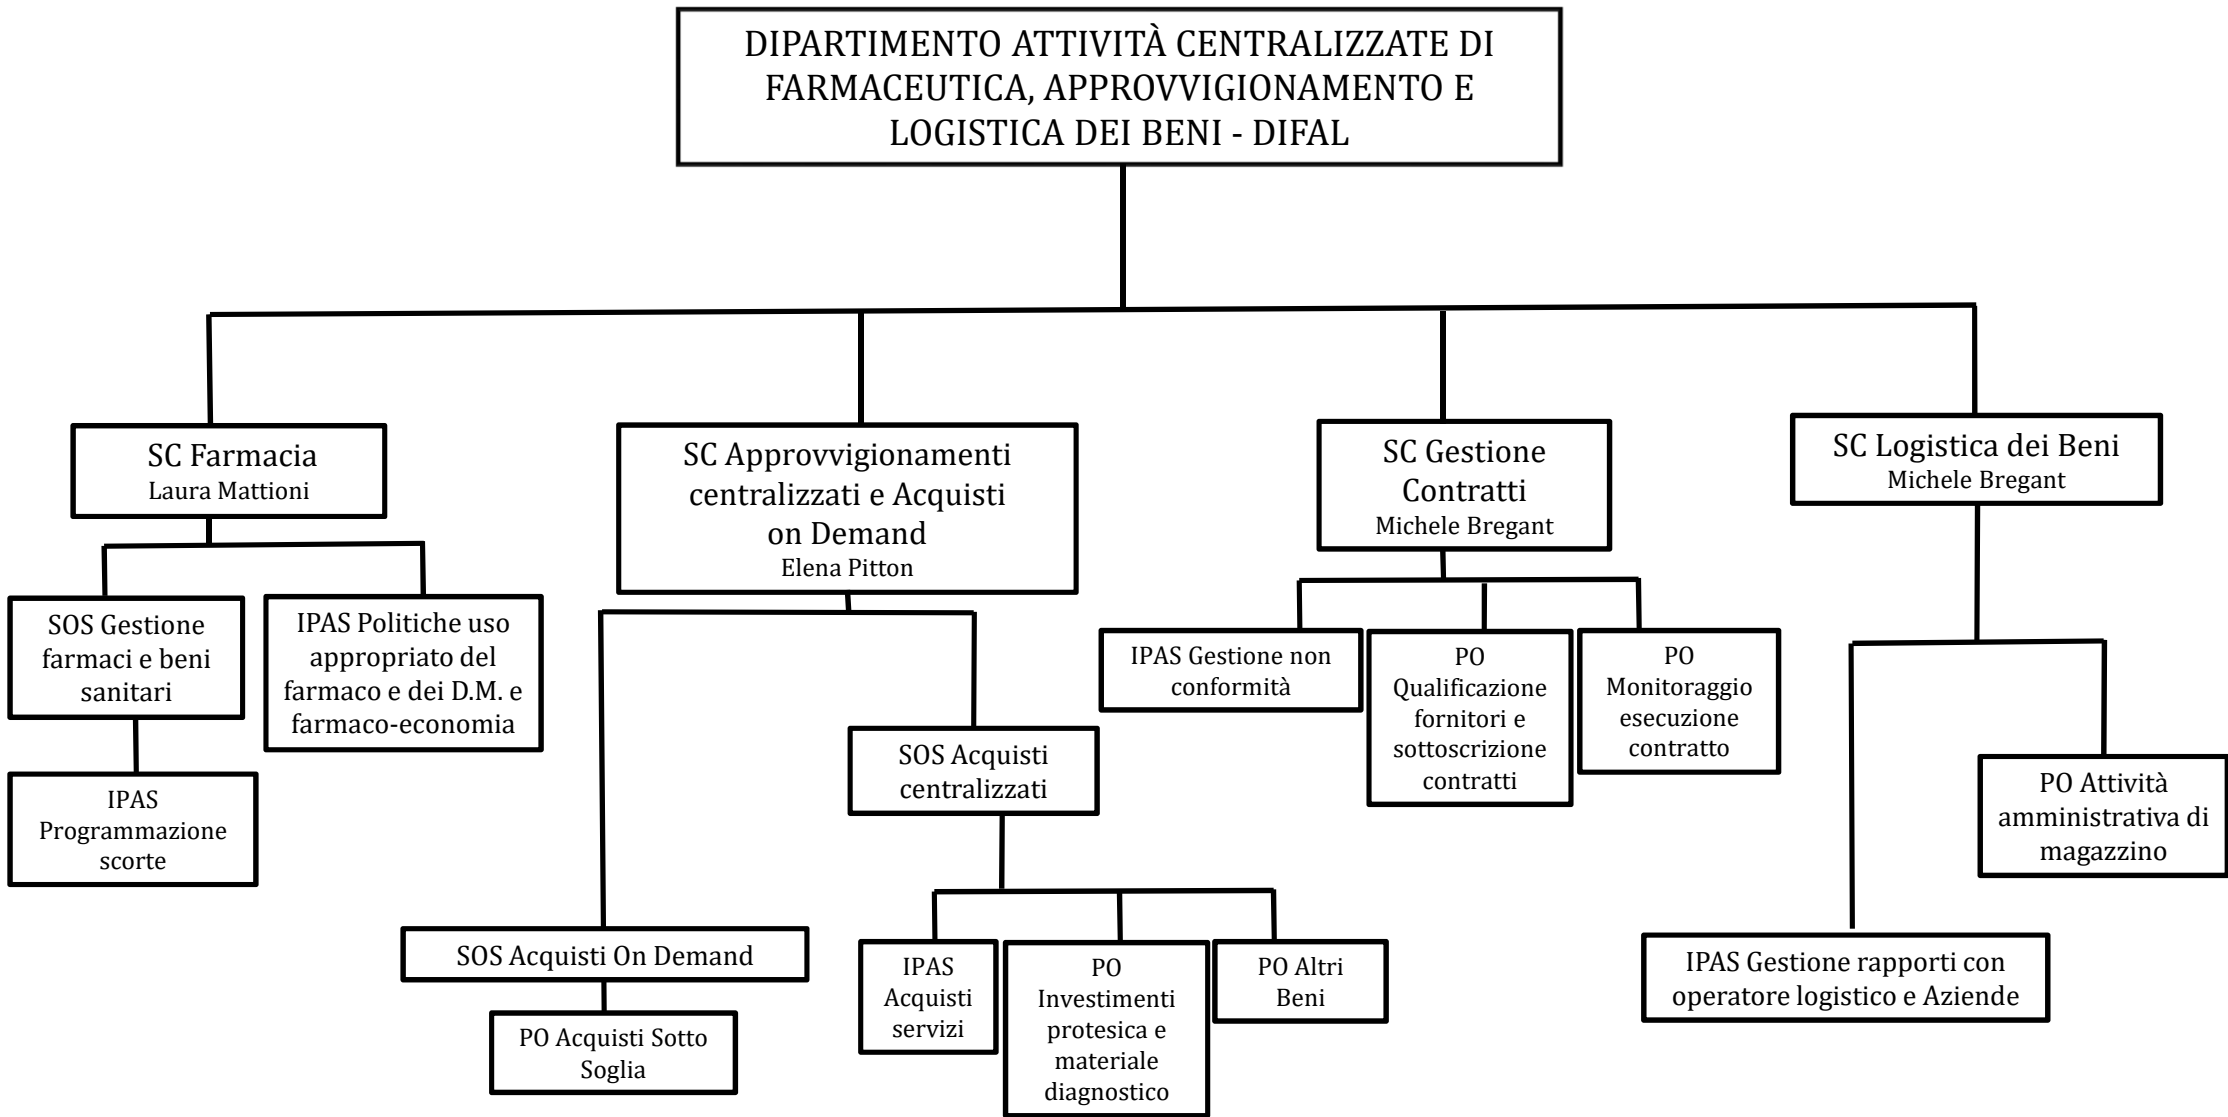 DIPARTIMENTO ATTIVITÀ CENTRALIZZATE DI
FARMACEUTICA, APPROVVIGIONAMENTO E
LOGISTICA DEI BENI - DIFAL
SC Farmacia
Laura Mattioni
SC Approvvigionamenti
centralizzati e Acquisti
on Demand
Elena Pitton
SC Gestione
Contratti
Michele Bregant
SC Logistica dei Beni
Michele Bregant
SOS Gestione
farmaci e beni
sanitari
IPAS Politiche uso
appropriato del
farmaco e dei D.M. e
farmaco-economia
IPAS
Programmazione
scorte
SOS Acquisti On Demand
PO Acquisti Sotto
Soglia
SOS Acquisti
centralizzati
IPAS
Acquisti
servizi
PO
Investimenti
protesica e
materiale
diagnostico
PO Altri
Beni
IPAS Gestione non
conformità
PO
Qualificazione
fornitori e
sottoscrizione
contratti
PO
Monitoraggio
esecuzione
contratto
IPAS Gestione rapporti con
operatore logistico e Aziende
PO Attività
amministrativa di
magazzino